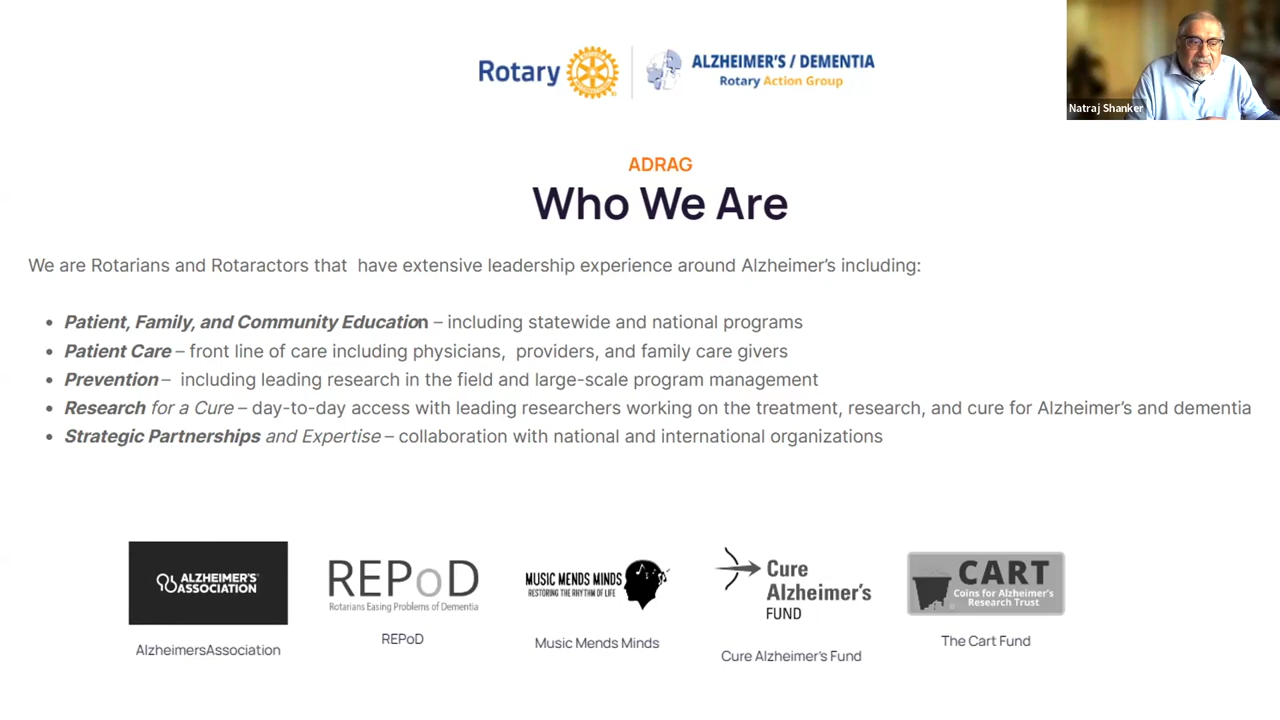 Rotary
ALZHEIMER'S / DEMENTIA
Rotary Action Group
Natraj Shanker
ADRAG
Who We Are
We are Rotarians and Rotaractors that have extensive leadership experience around Alzheimer's including:
• Patient, Family, and Community Education – including statewide and national programs
• Patient Care – front line of care including physicians, providers, and family care givers
• Prevention – including leading research in the field and large-scale program management
• Research for a Cure – day-to-day access with leading researchers working on the treatment, research, and cure for Alzheimer's and dementia
• Strategic Partnerships and Expertise – collaboration with national and international organizations
ALZHEIMER'S
ASSOCIATION
AlzheimersAssociation
REPoD
Rotarians Easing Problems of Dementia
REPoD
MUSIC MENDS MINDS
RESTORING THE RHYTHM OF LIFE
Music Mends Minds
Cure
Alzheimer's
FUND
Cure Alzheimer's Fund
CART
Coins for Alzheimer's
Research Trust
The Cart Fund